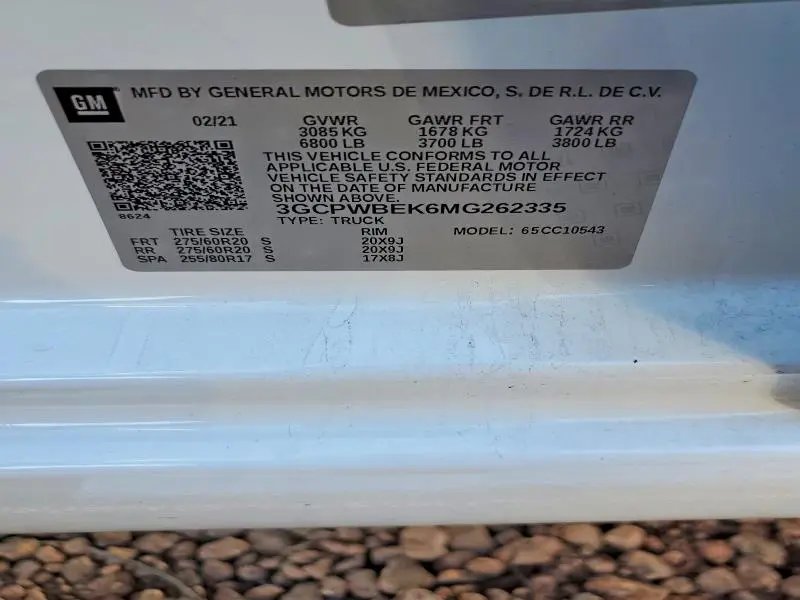 GM MFD BY GENERAL MOTORS DE MEXICO, S. DE R.L. DE C.V.
02/21 GVWR GAWR FRT GAWR RR
3085 KG 1678 KG 1724 KG
6800 LB 3700 LB 3800 LB
THIS VEHICLE CONFORMS TO ALL
APPLICABLE U.S. FEDERAL MOTOR
VEHICLE SAFETY STANDARDS IN EFFECT
ON THE DATE OF MANUFACTURE
SHOWN ABOVE.
8624 3GCPWBEK6MG262335
TYPE: TRUCK MODEL: 65CC10543
TIRE SIZE RIM
FRT 275/60R20 S 20X9J
RR 275/60R20 S 20X9J
SPA 255/80R17 S 17X8J